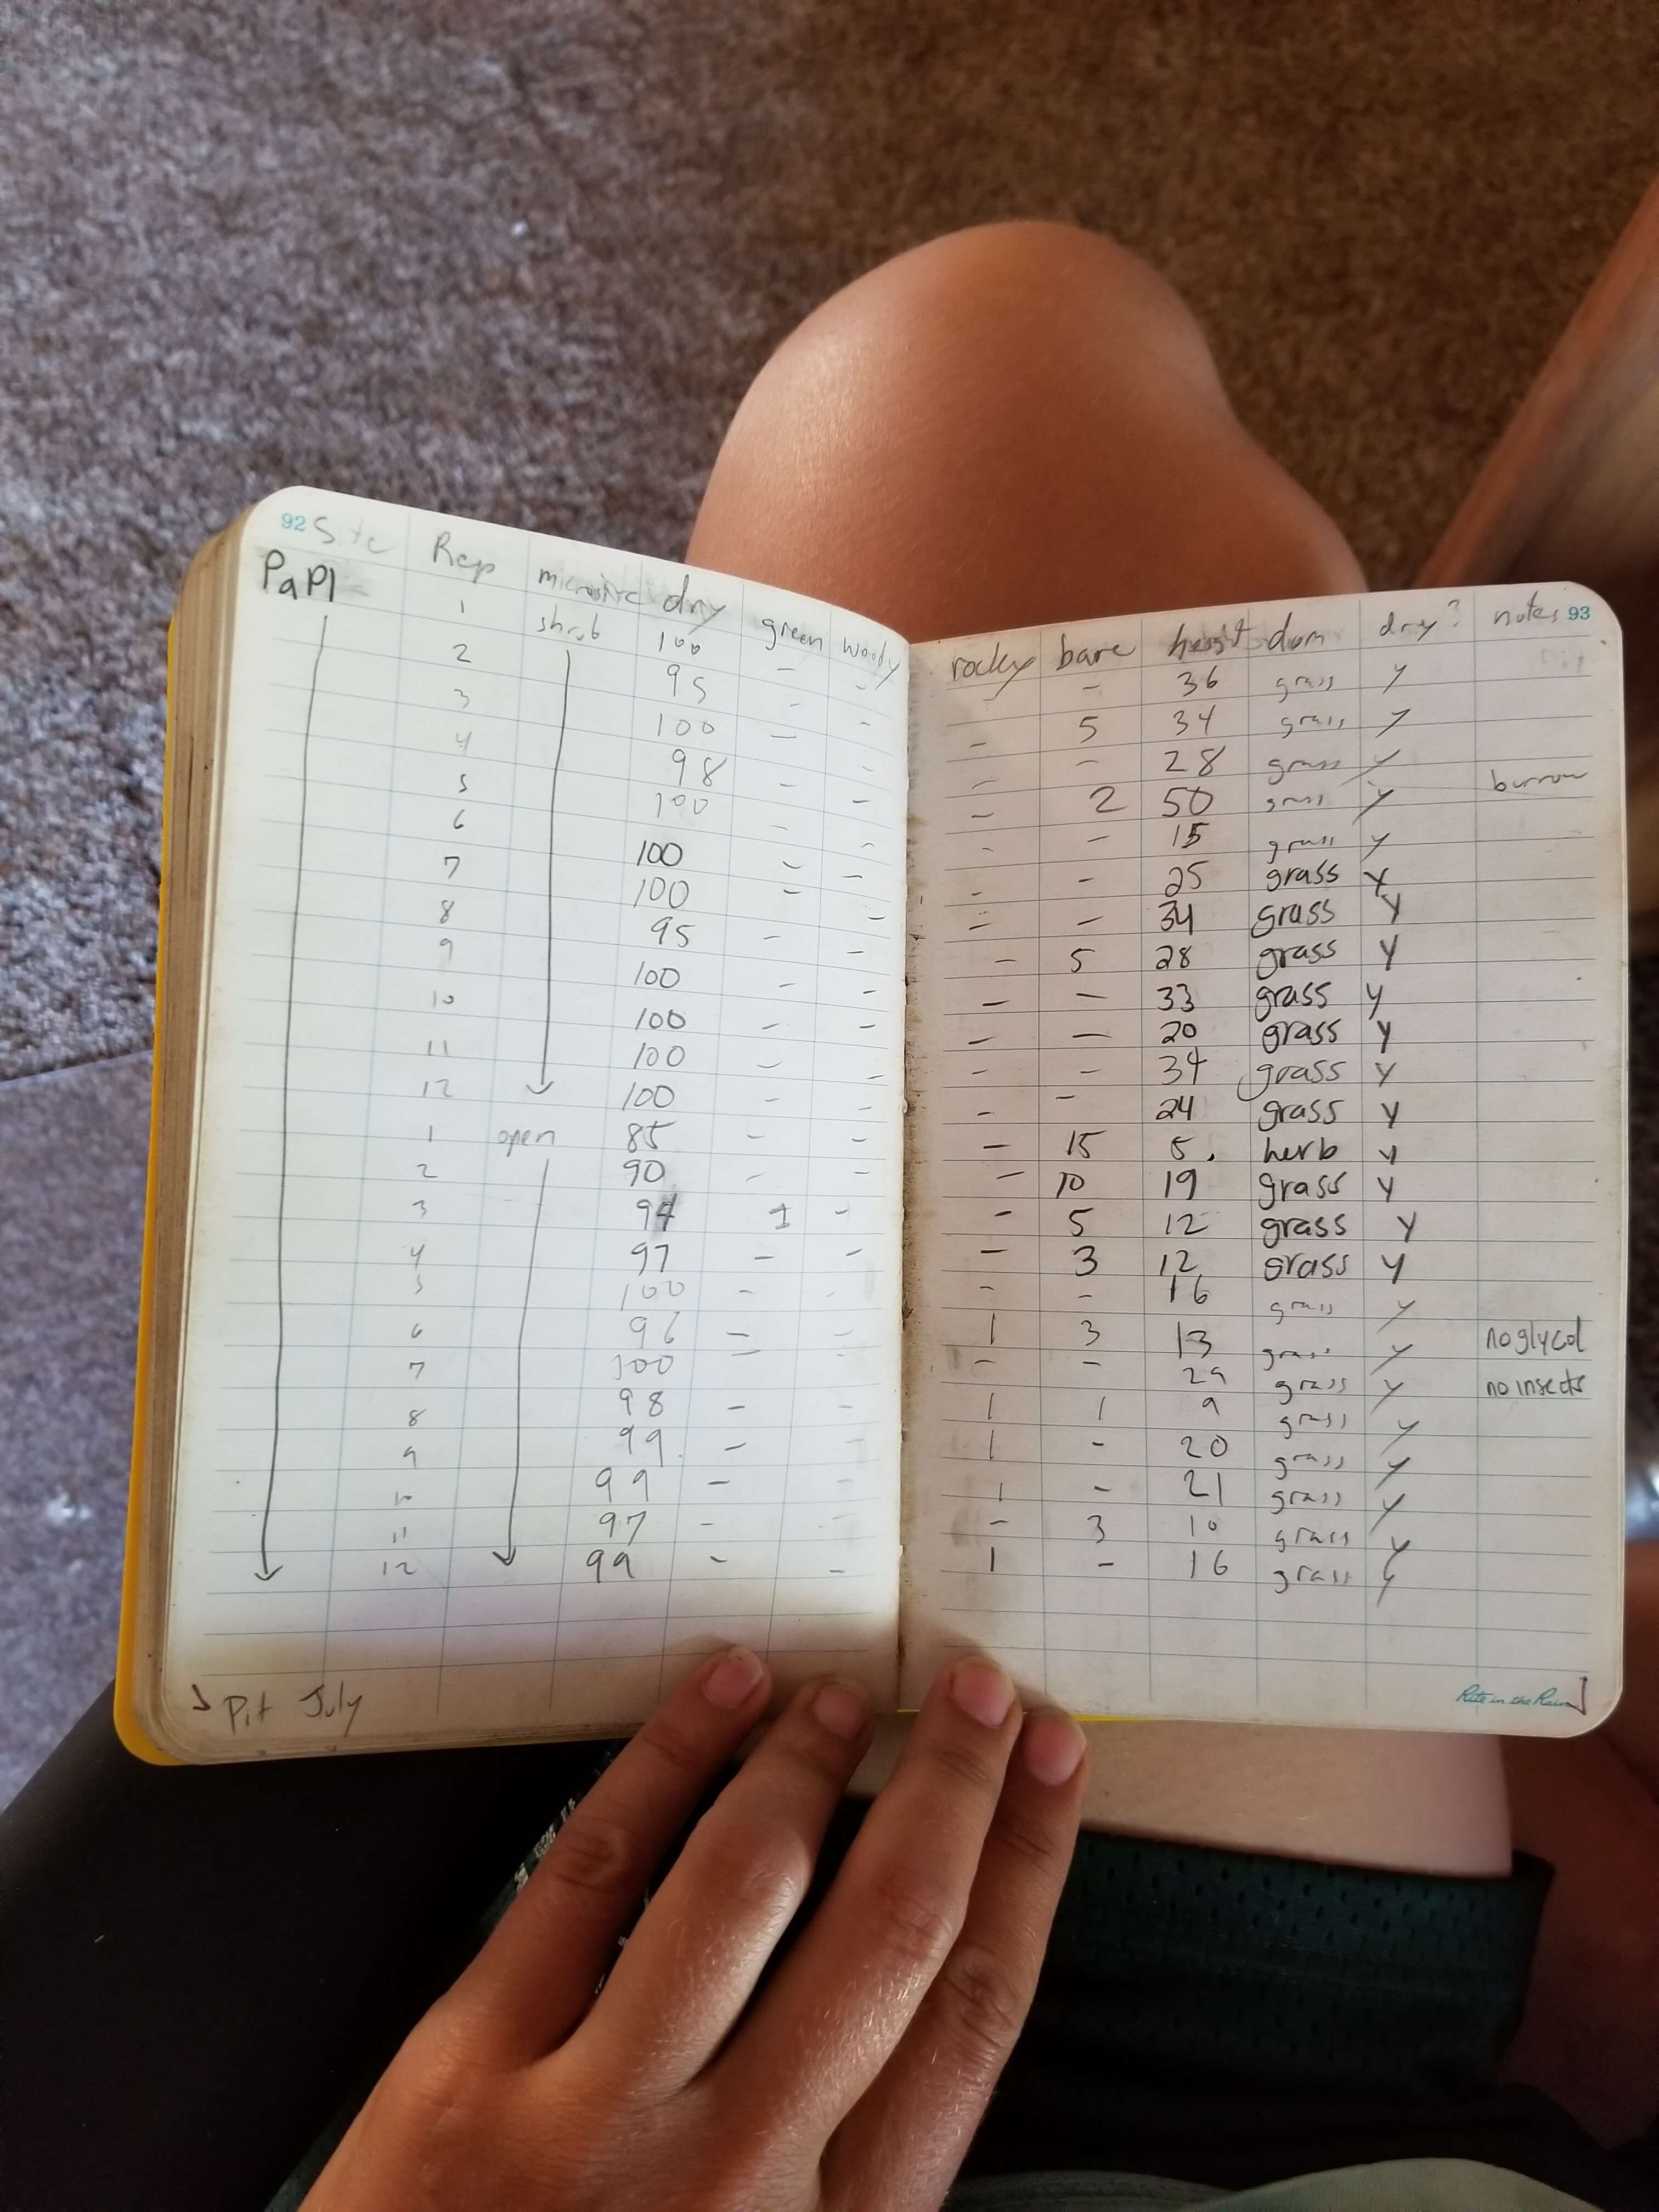 92 Site Rep microsite dry green woody
PaPl 1 shrub 100 - -
2 95 - -
3 100 - -
4 98 - -
5 100 - -
6 100 - -
7 100 - -
8 95 - -
9 100 - -
10 100 - -
11 100 - -
12 100 - -
1 open 85 - -
2 90 - -
3 94 1 -
4 97 - -
5 100 - -
6 96 - -
7 100 - -
8 98 - -
9 99 - -
10 99 - -
11 97 - -
12 99 - -
Pit July
rocky bare height dom dry? notes 93
- - 36 grass y
- 5 34 grass y
- - 28 grass y
- 2 50 grass y burrow
- - 15 grass y
- - 25 grass y
- - 34 grass y
- 5 28 grass y
- - 33 grass y
- - 20 grass y
- - 34 grass y
- - 24 grass y
- 15 5. herb y
- 10 19 grass y
- 5 12 grass y
- 3 12 grass y
- - 16 grass y
1 3 13 grass y no glycol
- - 29 grass y no insects
1 1 9 grass y
1 - 20 grass y
1 - 21 grass y
- 3 10 grass y
1 - 16 grass y
Rite in the Rain